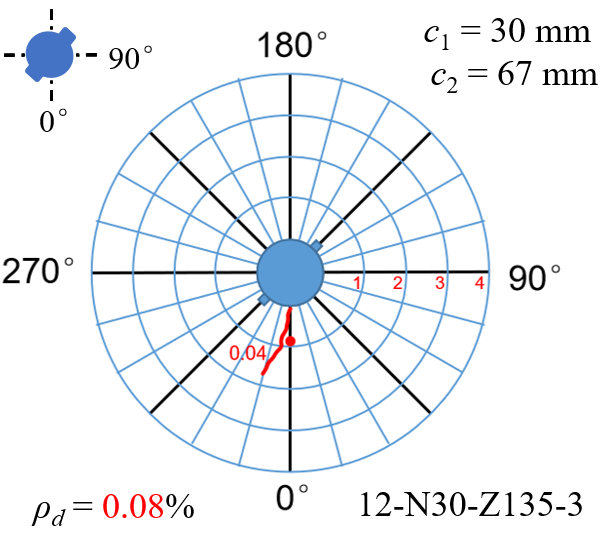 90°
0°
c₁ = 30 mm
c₂ = 67 mm
180°
270°
90°
1 2 3 4
0.04
0°
ρd = 0.08%
12-N30-Z135-3